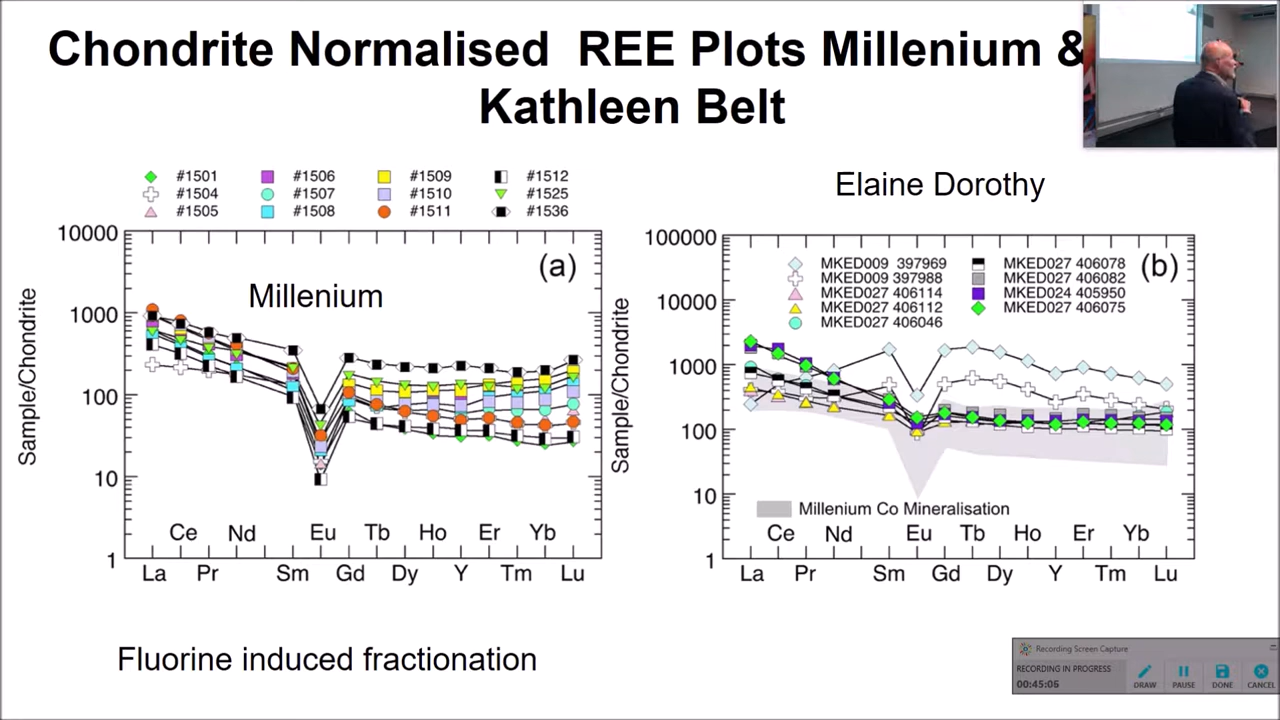 Chondrite Normalised REE Plots Millenium &
Kathleen Belt
Elaine Dorothy
#1501 #1506 #1509 #1512
#1504 #1507 #1510 #1525
#1505 #1508 #1511 #1536
(a)
Millenium
Sample/Chondrite
10000
1000
100
10
1
Ce Nd Eu Tb Ho Er Yb
La Pr Sm Gd Dy Y Tm Lu
(b)
MKED009 397969 MKED027 406078
MKED009 397988 MKED027 406082
MKED027 406114 MKED024 405950
MKED027 406112 MKED027 406075
MKED027 406046
Sample/Chondrite
100000
10000
1000
100
10
1
Millenium Co Mineralisation
Ce Nd Eu Tb Ho Er Yb
La Pr Sm Gd Dy Y Tm Lu
Fluorine induced fractionation
Recording Screen Capture
RECORDING IN PROGRESS
00:45:06
DRAW PAUSE DONE CANCEL